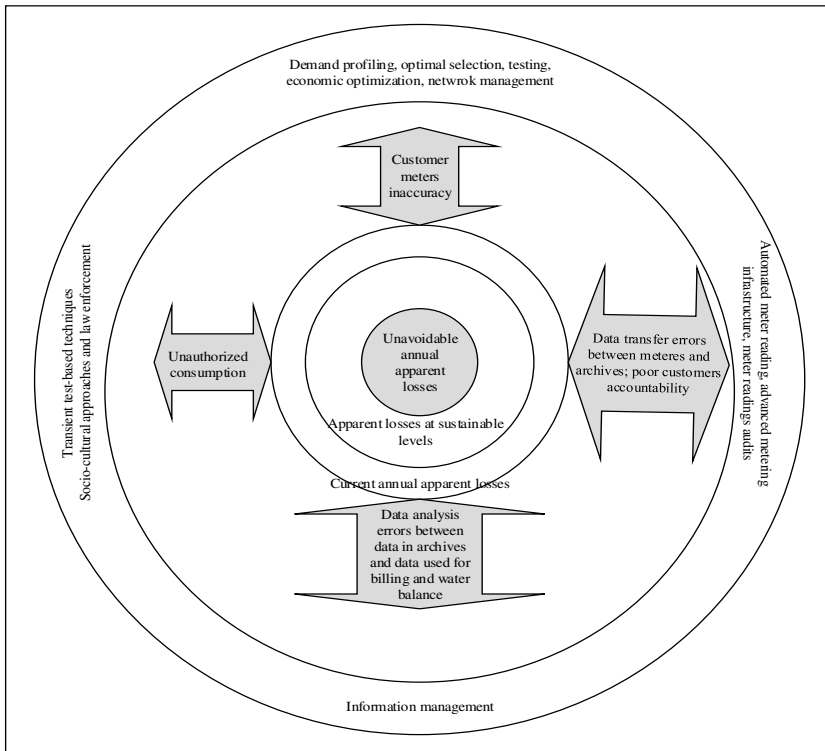 Demand profiling, optimal selection, testing,
economic optimization, netwrok management
Customer
meters
inaccuracy
Transient test-based techniques
Socio-cultural approaches and law enforcement
Unauthorized
consumption
Unavoidable
annual
apparent
losses
Data transfer errors
between meteres and
archives; poor customers
accountability
Automated meter reading, advanced metering
infrastructure, meter readings audits
Apparent losses at sustainable
levels
Current annual apparent losses
Data analysis
errors between
data in archives
and data used for
billing and water
balance
Information management